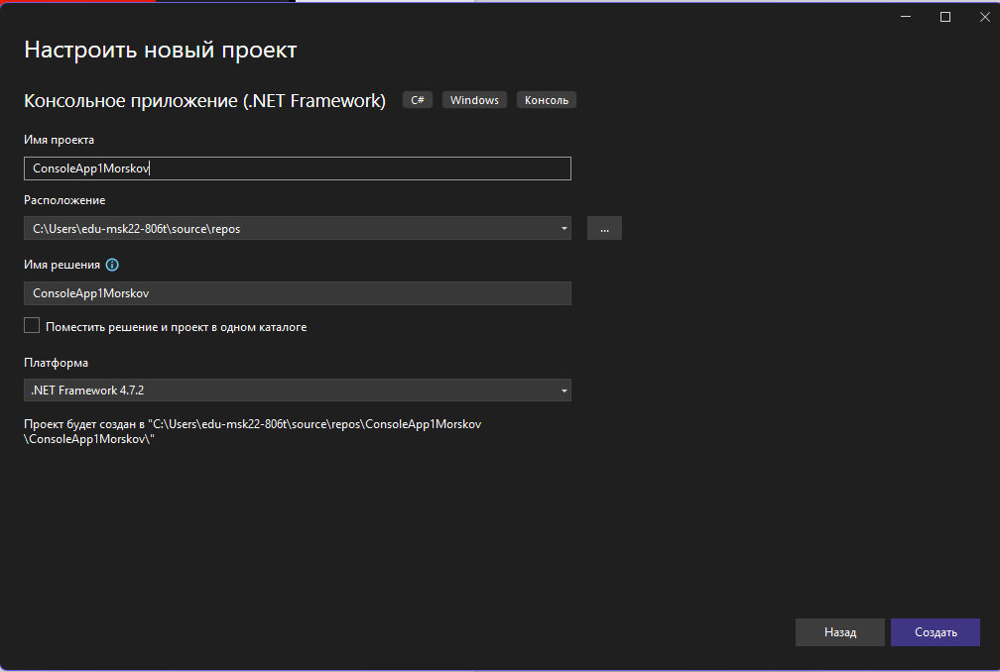 Настроить новый проект
Консольное приложение (.NET Framework) C# Windows Консоль
Имя проекта
ConsoleApp1Morskov
Расположение
C:\Users\edu-msk22-806t\source\repos
...
Имя решения
ConsoleApp1Morskov
Поместить решение и проект в одном каталоге
Платформа
.NET Framework 4.7.2
Проект будет создан в "C:\Users\edu-msk22-806t\source\repos\ConsoleApp1Morskov
\ConsoleApp1Morskov\"
Назад Создать